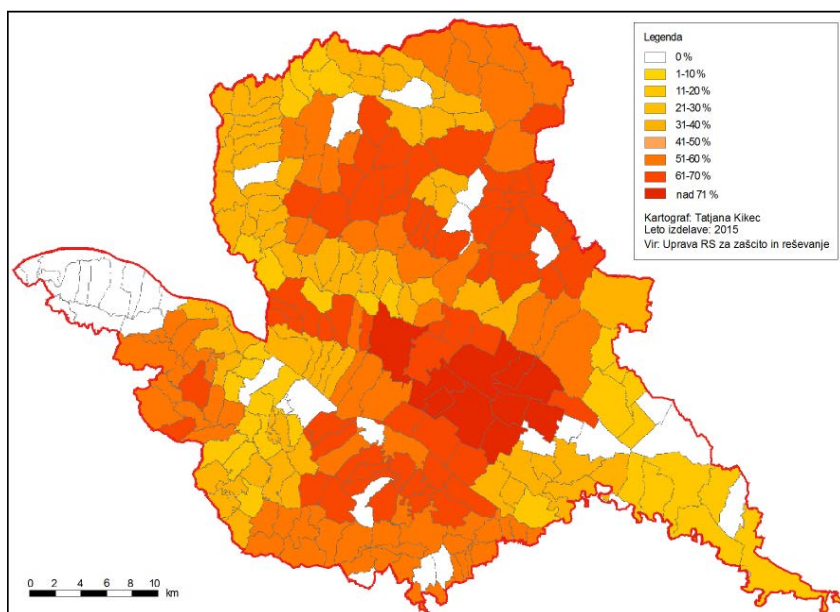 Legenda
0 %
1-10 %
11-20 %
21-30 %
31-40 %
41-50 %
51-60 %
61-70 %
nad 71 %
Kartograf: Tatjana Kikec
Leto izdelave: 2015
Vir: Uprava RS za zaščito in reševanje
0 2 4 6 8 10
km